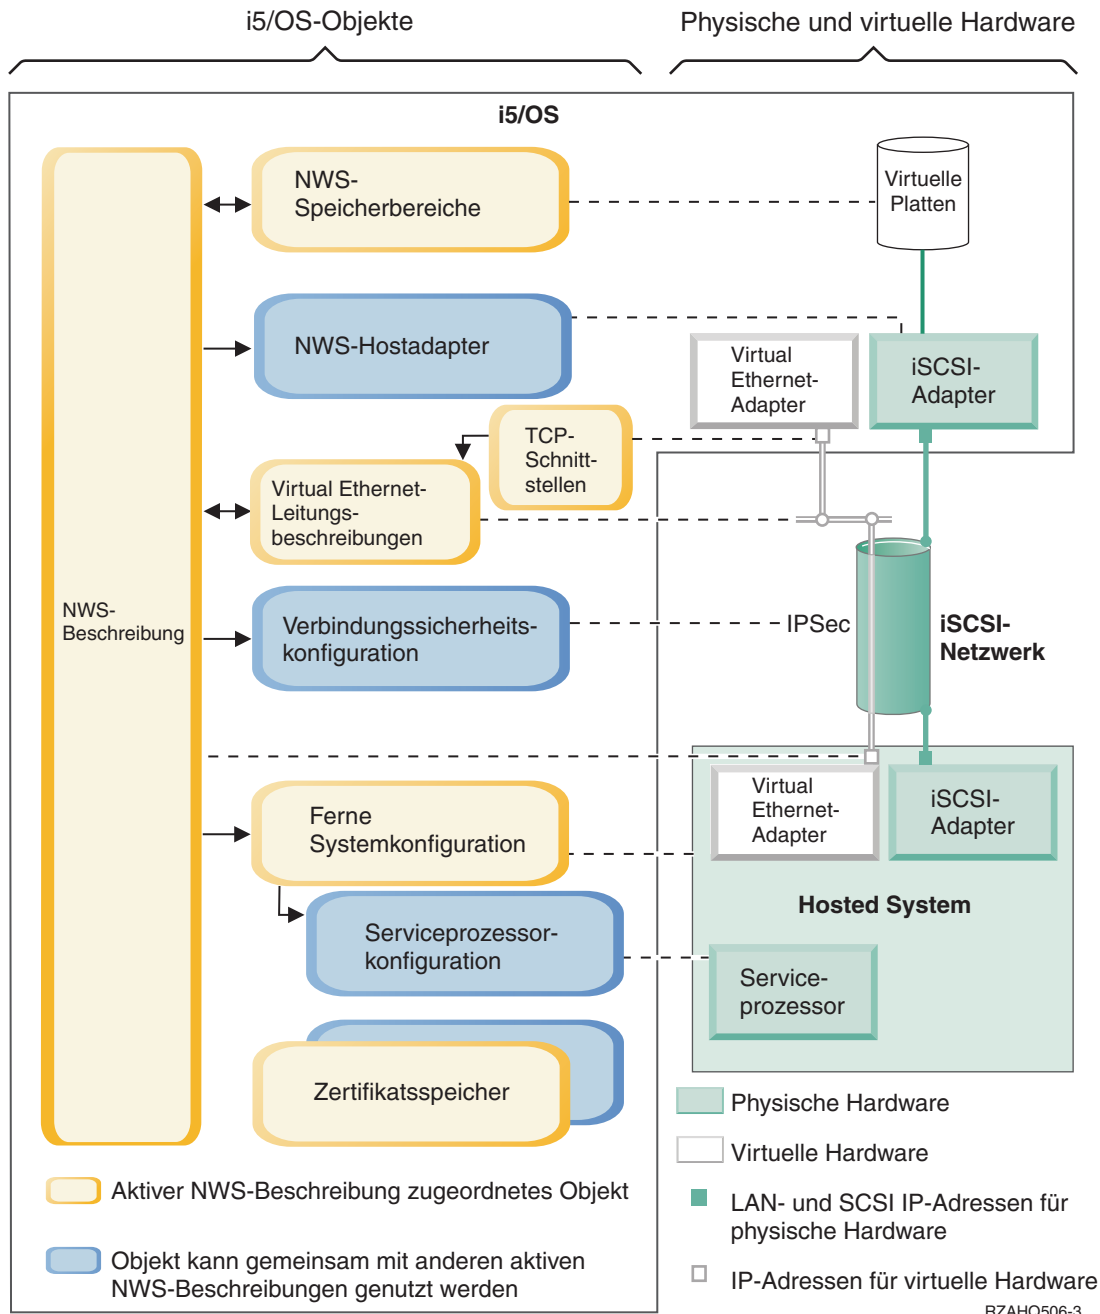 i5/OS-Objekte
Physische und virtuelle Hardware
i5/OS
NWS-
Speicherbereiche
Virtuelle
Platten
NWS-Hostadapter
Virtual
Ethernet-
Adapter
iSCSI-
Adapter
TCP-
Schnitt-
stellen
Virtual Ethernet-
Leitungs-
beschreibungen
NWS-
Beschreibung
Verbindungssicherheits-
konfiguration
IPSec
iSCSI-
Netzwerk
Ferne
Systemkonfiguration
Virtual
Ethernet-
Adapter
iSCSI-
Adapter
Hosted System
Serviceprozessor-
konfiguration
Service-
prozessor
Zertifikatsspeicher
Physische Hardware
Virtuelle Hardware
LAN- und SCSI IP-Adressen für
physische Hardware
IP-Adressen für virtuelle Hardware
Aktiver NWS-Beschreibung zugeordnetes Objekt
Objekt kann gemeinsam mit anderen aktiven
NWS-Beschreibungen genutzt werden
RZAHQ506-3